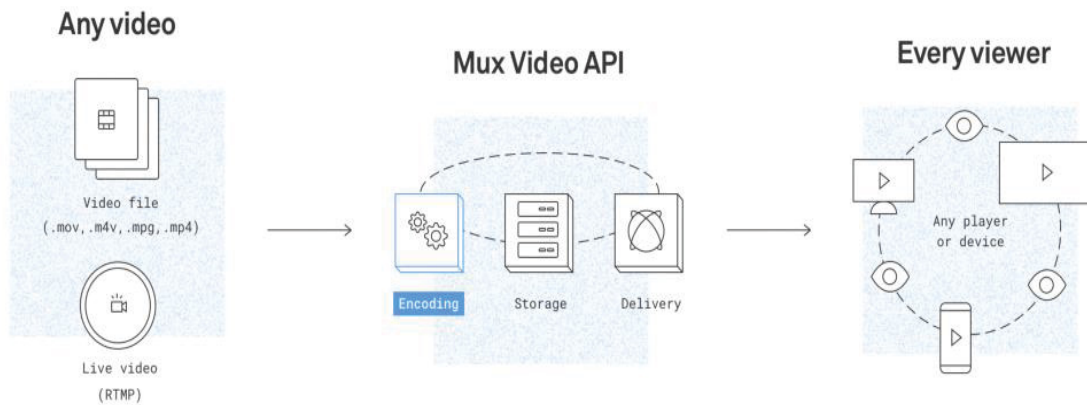 Any video
Video file
(.mov,.m4v,.mpg,.mp4)
Live video
(RTMP)
Mux Video API
Encoding
Storage
Delivery
Every viewer
Any player
or device